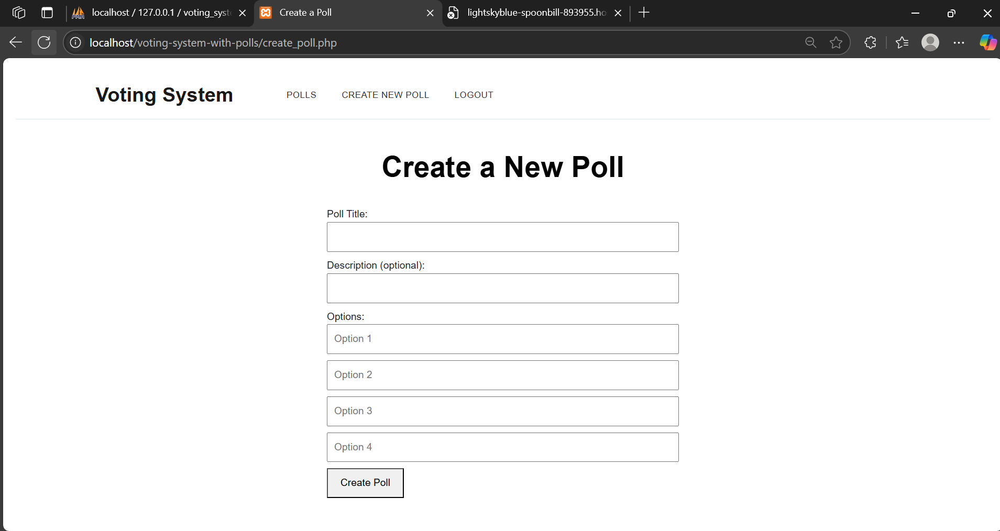 localhost / 127.0.0.1 / voting_syst
Create a Poll
lightskyblue-spoonbill-893955.ho
localhost/voting-system-with-polls/create_poll.php
Voting System
POLLS
CREATE NEW POLL
LOGOUT
Create a New Poll
Poll Title:
Description (optional):
Options:
Option 1
Option 2
Option 3
Option 4
Create Poll